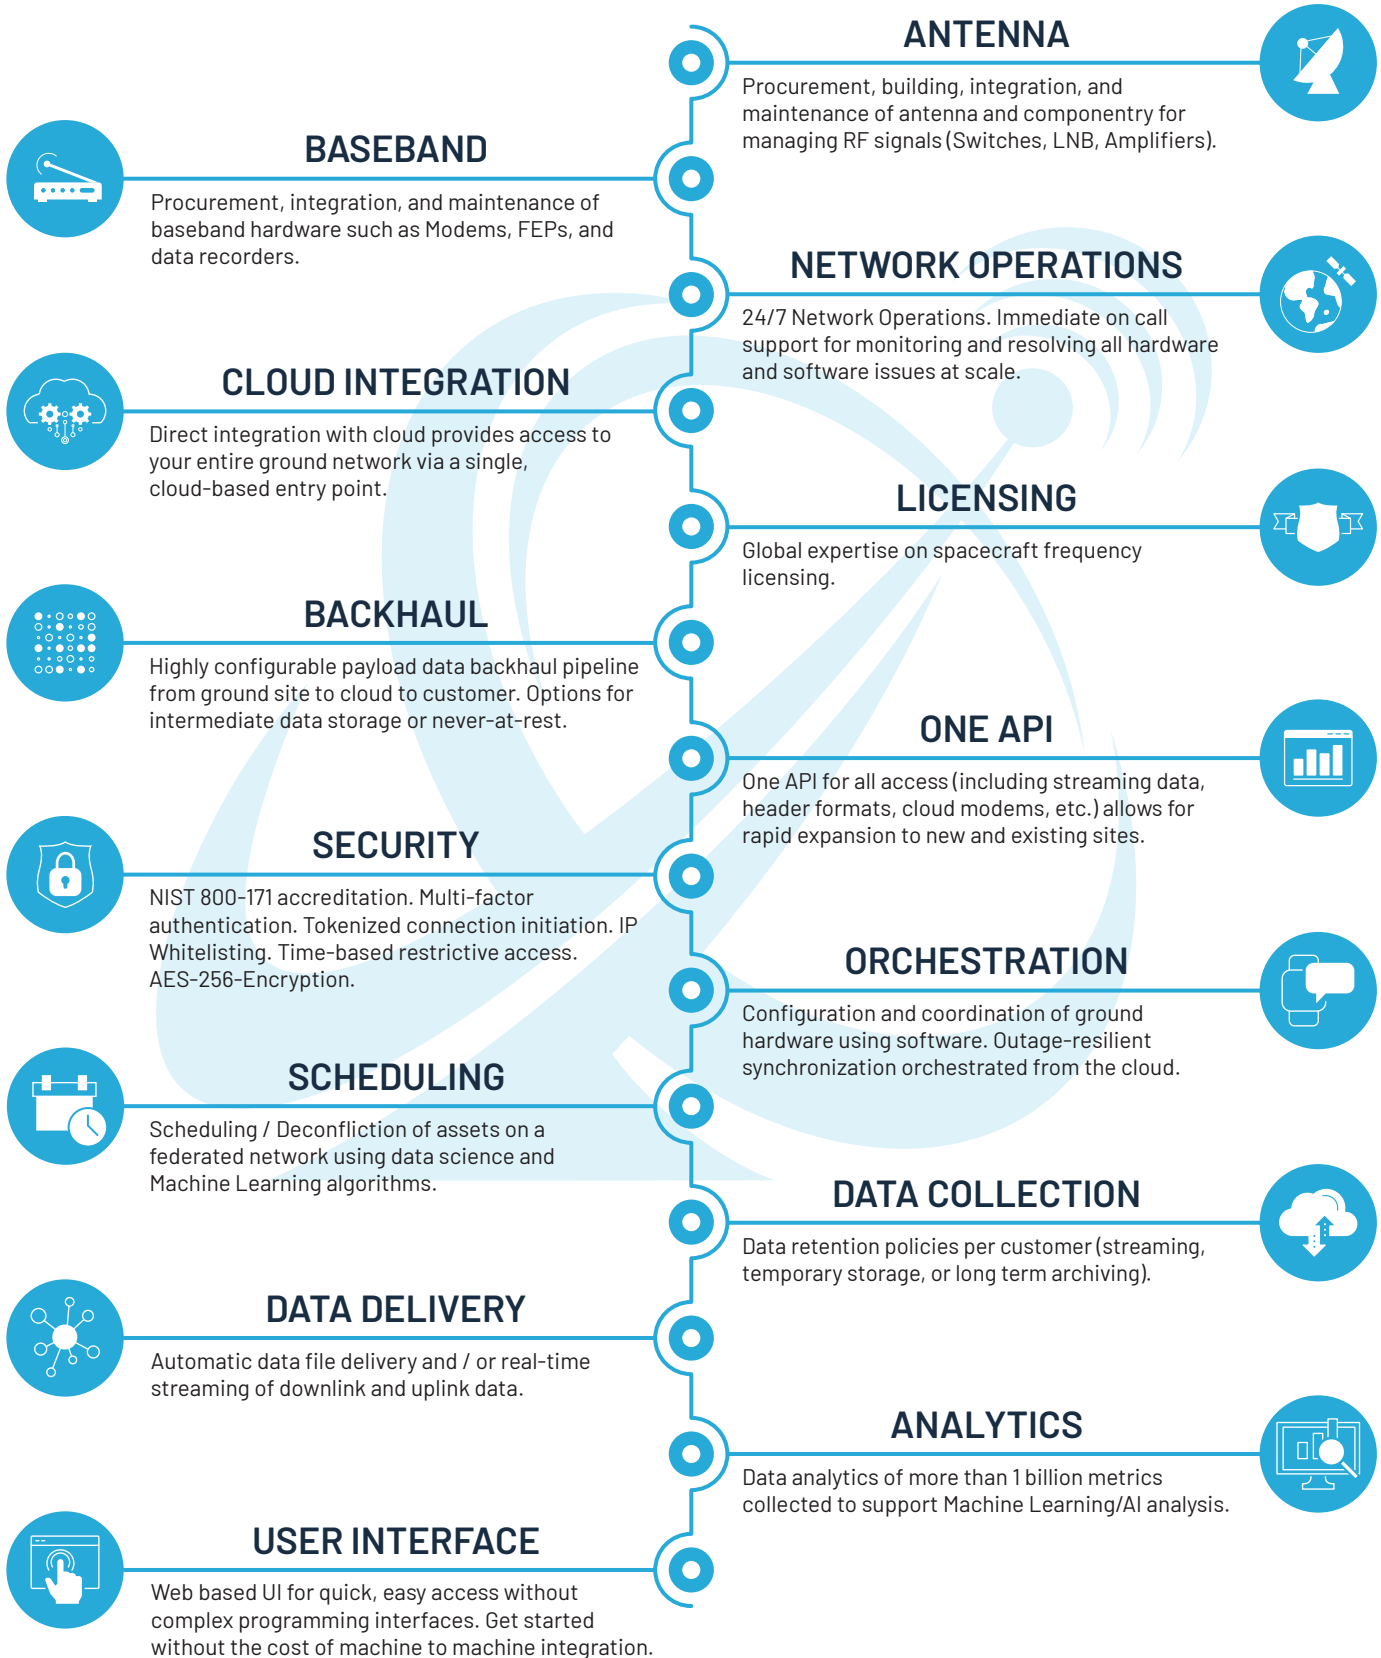 ANTENNA
Procurement, building, integration, and
maintenance of antenna and componentry for
managing RF signals (Switches, LNB, Amplifiers).
BASEBAND
Procurement, integration, and maintenance of
baseband hardware such as Modems, FEPs, and
data recorders.
NETWORK OPERATIONS
24/7 Network Operations. Immediate on call
support for monitoring and resolving all hardware
and software issues at scale.
CLOUD INTEGRATION
Direct integration with cloud provides access to
your entire ground network via a single,
cloud-based entry point.
LICENSING
Global expertise on spacecraft frequency
licensing.
BACKHAUL
Highly configurable payload data backhaul pipeline
from ground site to cloud to customer. Options for
intermediate data storage or never-at-rest.
ONE API
One API for all access (including streaming data,
header formats, cloud modems, etc.) allows for
rapid expansion to new and existing sites.
SECURITY
NIST 800-171 accreditation. Multi-factor
authentication. Tokenized connection initiation. IP
Whitelisting. Time-based restrictive access.
AES-256-Encryption.
ORCHESTRATION
Configuration and coordination of ground
hardware using software. Outage-resilient
synchronization orchestrated from the cloud.
SCHEDULING
Scheduling / Deconfliction of assets on a
federated network using data science and
Machine Learning algorithms.
DATA COLLECTION
Data retention policies per customer (streaming,
temporary storage, or long term archiving).
DATA DELIVERY
Automatic data file delivery and / or real-time
streaming of downlink and uplink data.
ANALYTICS
Data analytics of more than 1 billion metrics
collected to support Machine Learning/AI analysis.
USER INTERFACE
Web based UI for quick, easy access without
complex programming interfaces. Get started
without the cost of machine to machine integration.